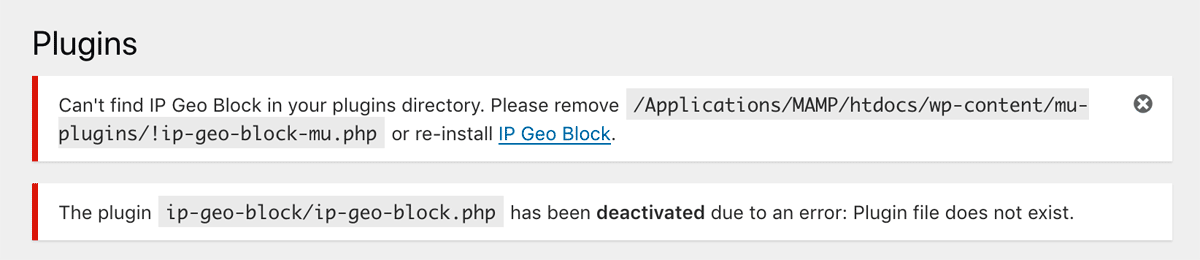 Plugins
Can't find IP Geo Block in your plugins directory. Please remove /Applications/MAMP/htdocs/wp-content/mu-
plugins/!ip-geo-block-mu.php or re-install IP Geo Block.
The plugin ip-geo-block/ip-geo-block.php has been deactivated due to an error: Plugin file does not exist.